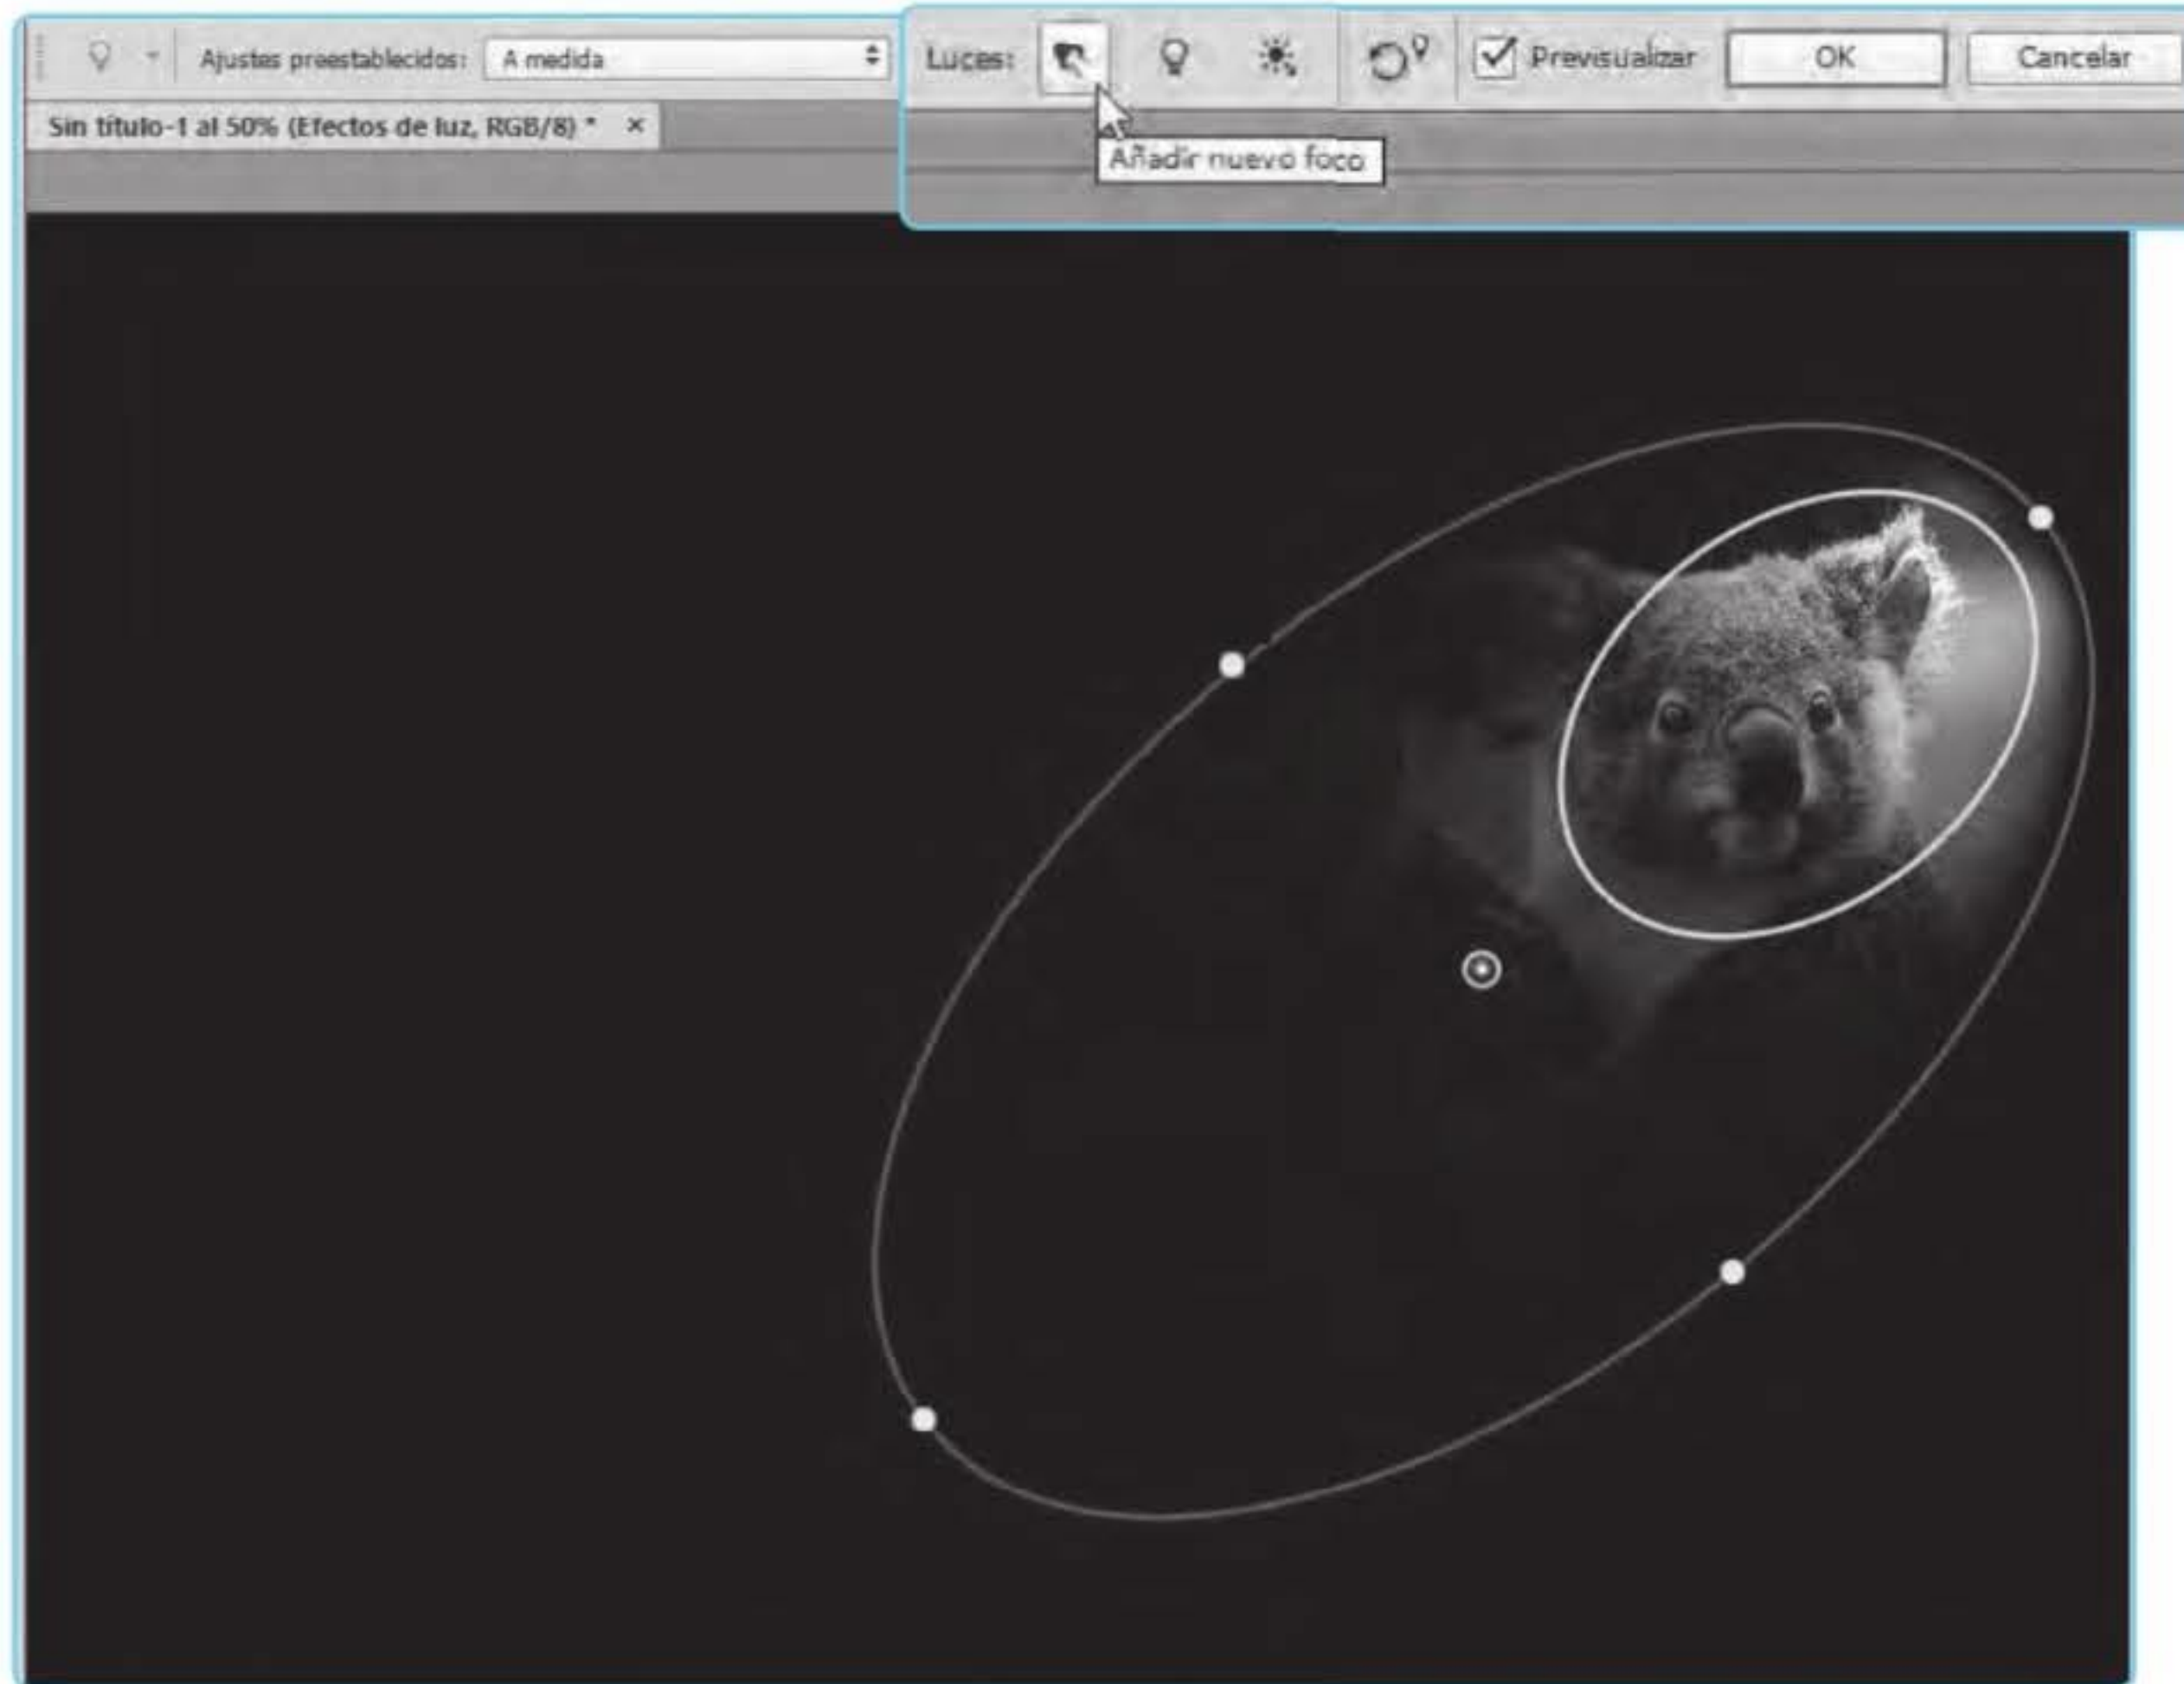 Ajustes preestablecidos: A medida
Luces: Previsualizar OK Cancelar
Sin título-1 al 50% (Efectos de luz, RGB/8) * ×
Añadir nuevo foco